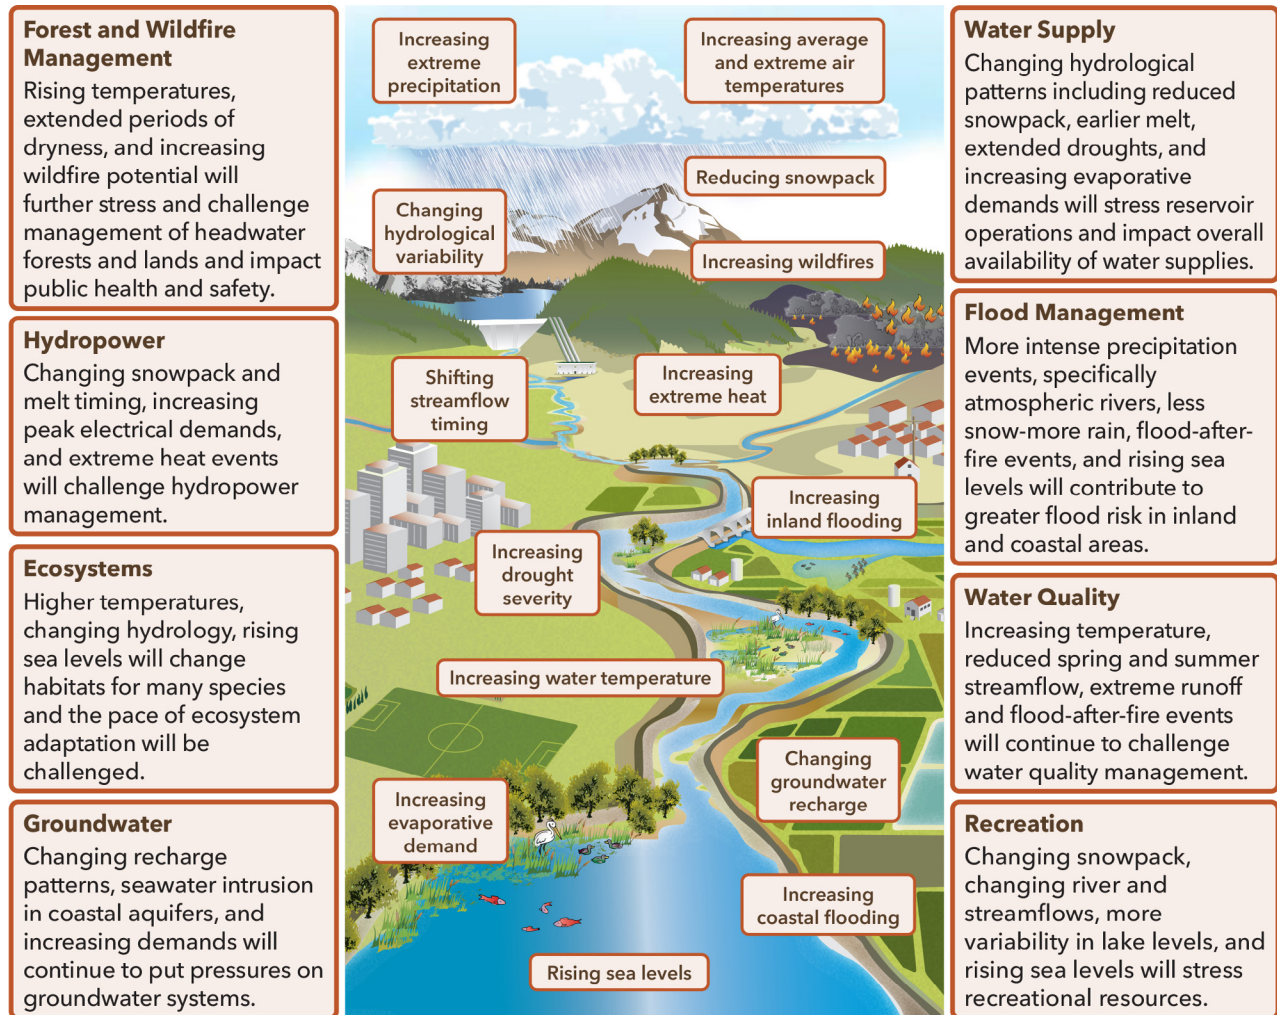 Forest and Wildfire
Management
Rising temperatures,
extended periods of
dryness, and increasing
wildfire potential will
further stress and challenge
management of headwater
forests and lands and impact
public health and safety.
Hydropower
Changing snowpack and
melt timing, increasing
peak electrical demands,
and extreme heat events
will challenge hydropower
management.
Ecosystems
Higher temperatures,
changing hydrology, rising
sea levels will change
habitats for many species
and the pace of ecosystem
adaptation will be
challenged.
Groundwater
Changing recharge
patterns, seawater intrusion
in coastal aquifers, and
increasing demands will
continue to put pressures on
groundwater systems.
Increasing
extreme
precipitation
Increasing average
and extreme air
temperatures
Reducing snowpack
Changing
hydrological
variability
Increasing wildfires
Shifting
streamflow
timing
Increasing
extreme heat
Increasing
inland flooding
Increasing
drought
severity
Increasing water temperature
Changing
groundwater
recharge
Increasing
evaporative
demand
Increasing
coastal flooding
Rising sea levels
Water Supply
Changing hydrological
patterns including reduced
snowpack, earlier melt,
extended droughts, and
increasing evaporative
demands will stress reservoir
operations and impact overall
availability of water supplies.
Flood Management
More intense precipitation
events, specifically
atmospheric rivers, less
snow-more rain, flood-after-
fire events, and rising sea
levels will contribute to
greater flood risk in inland
and coastal areas.
Water Quality
Increasing temperature,
reduced spring and summer
streamflow, extreme runoff
and flood-after-fire events
will continue to challenge
water quality management.
Recreation
Changing snowpack,
changing river and
streamflows, more
variability in lake levels, and
rising sea levels will stress
recreational resources.